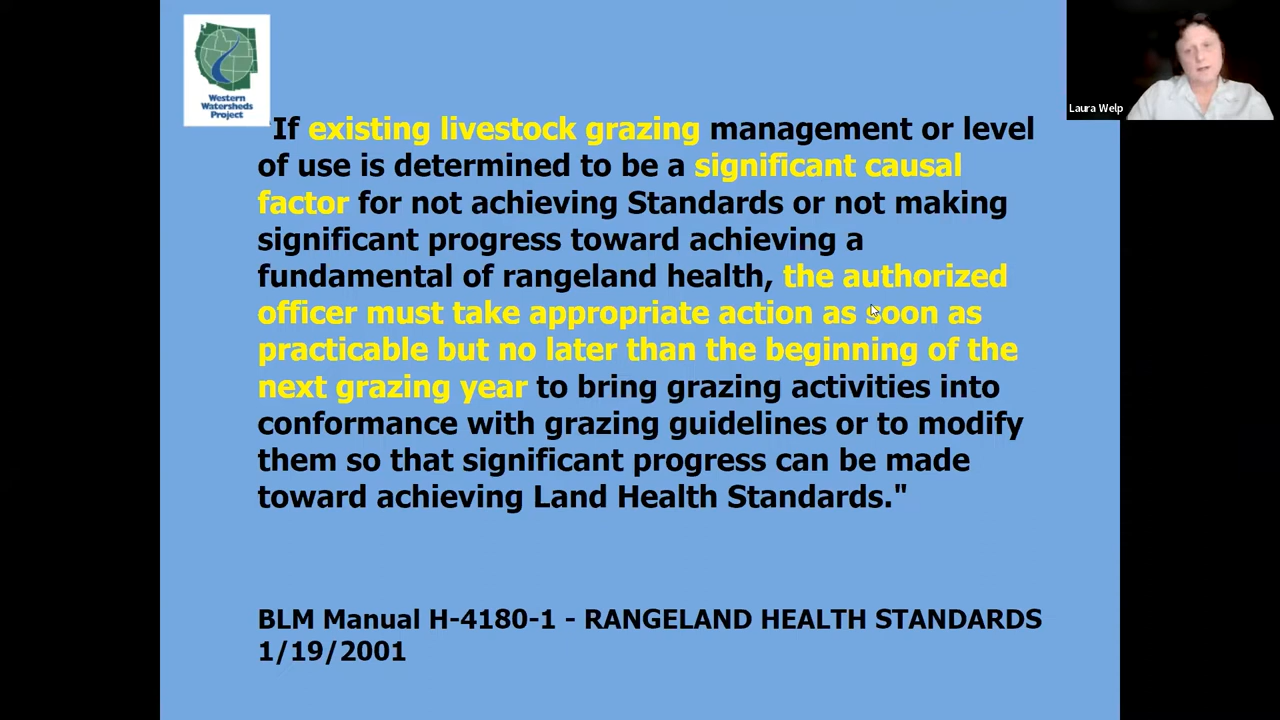 Western
Watersheds
Project
Laura Welp
"If existing livestock grazing management or level
of use is determined to be a significant causal
factor for not achieving Standards or not making
significant progress toward achieving a
fundamental of rangeland health, the authorized
officer must take appropriate action as soon as
practicable but no later than the beginning of the
next grazing year to bring grazing activities into
conformance with grazing guidelines or to modify
them so that significant progress can be made
toward achieving Land Health Standards."
BLM Manual H-4180-1 - RANGELAND HEALTH STANDARDS
1/19/2001